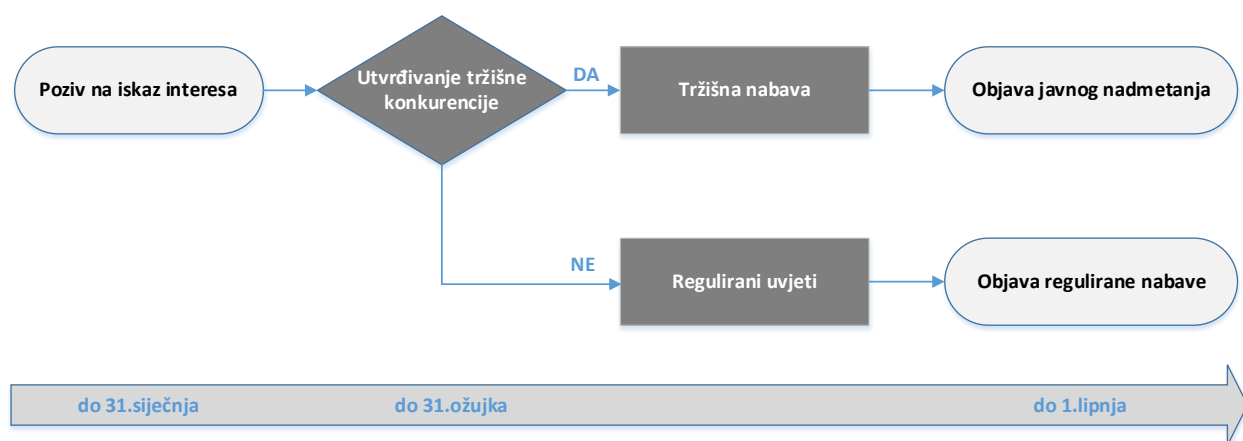 Poziv na iskaz interesa
Utvrđivanje tržišne
konkurencije
DA
Tržišna nabava
Objava javnog nadmetanja
NE
Regulirani uvjeti
Objava regulirane nabave
do 31.siječnja
do 31.ožujka
do 1.lipnja